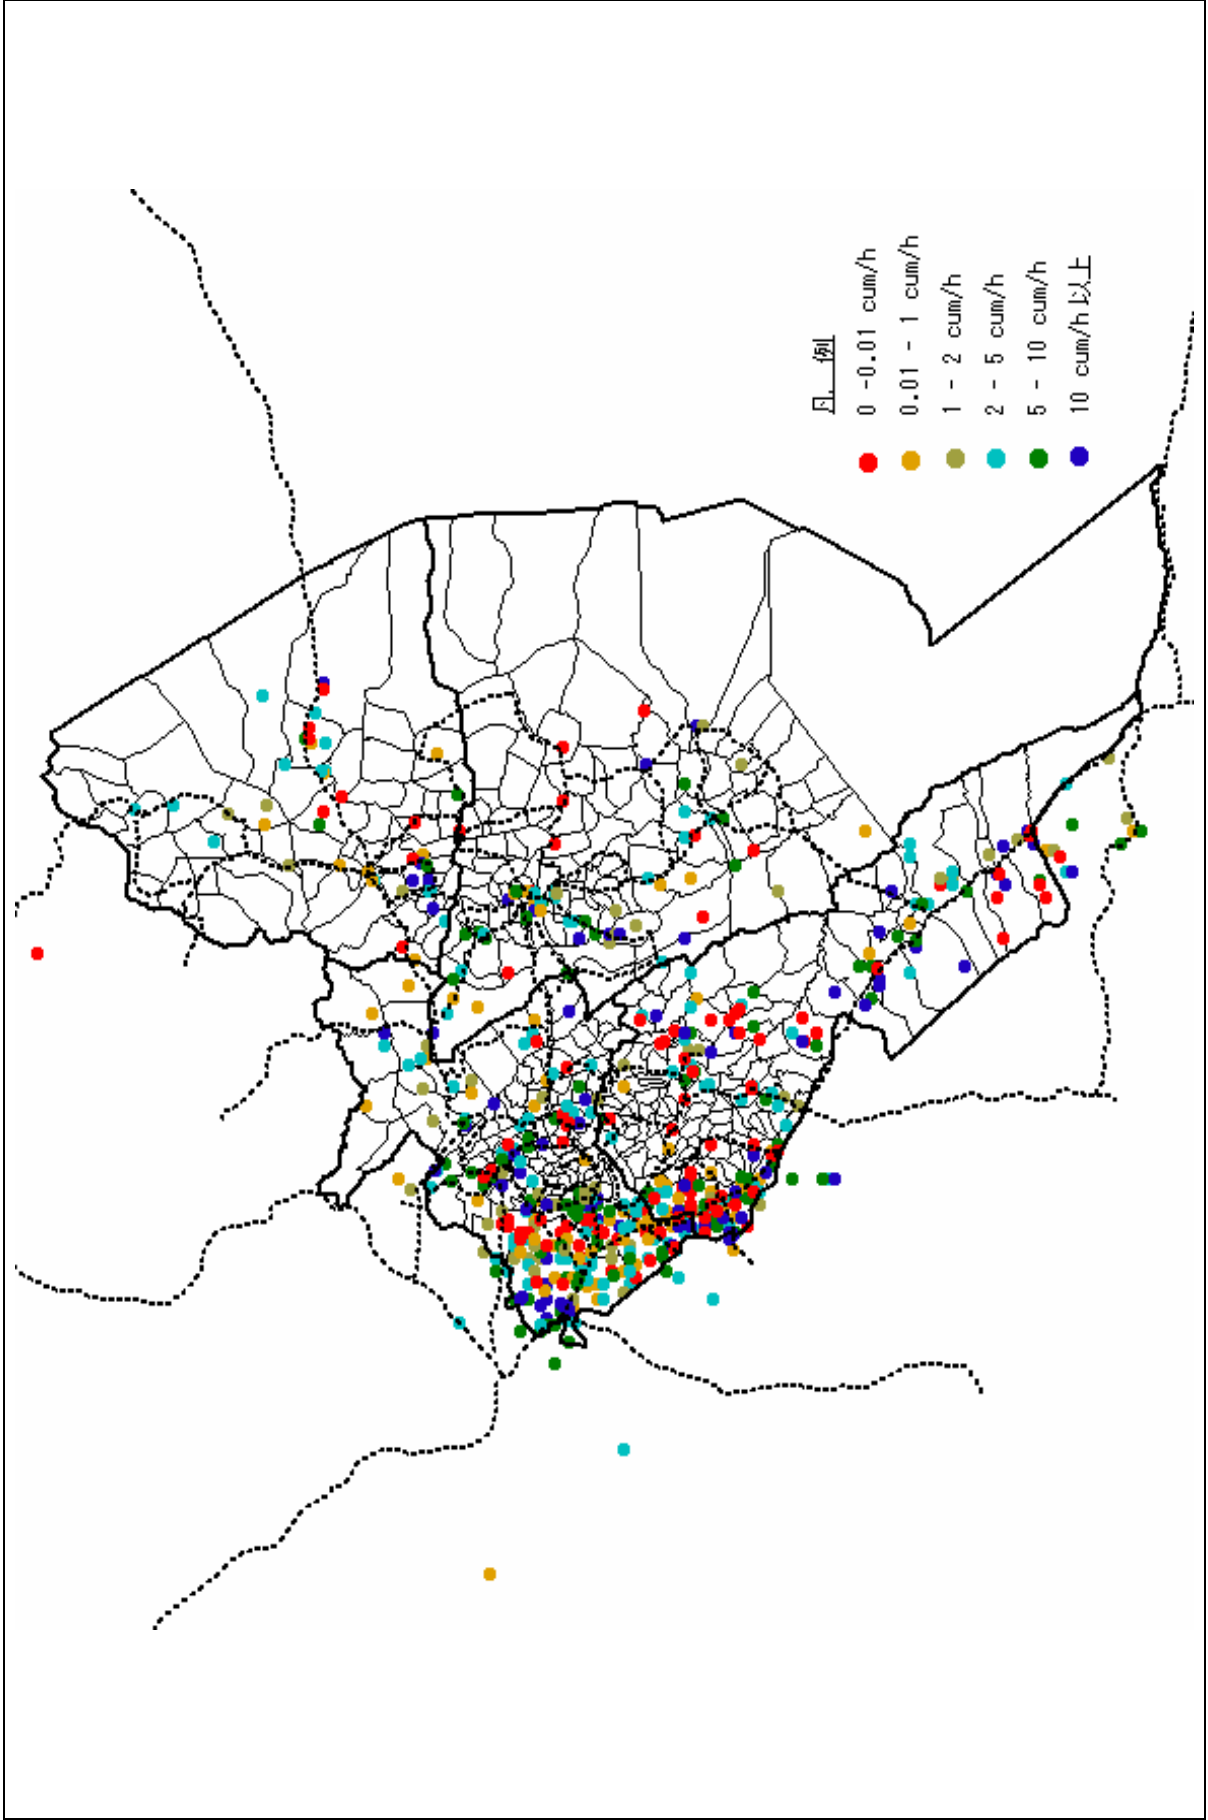 凡 例
0 -0.01 cum/h
0.01 - 1 cum/h
1 - 2 cum/h
2 - 5 cum/h
5 - 10 cum/h
10 cum/h 以上